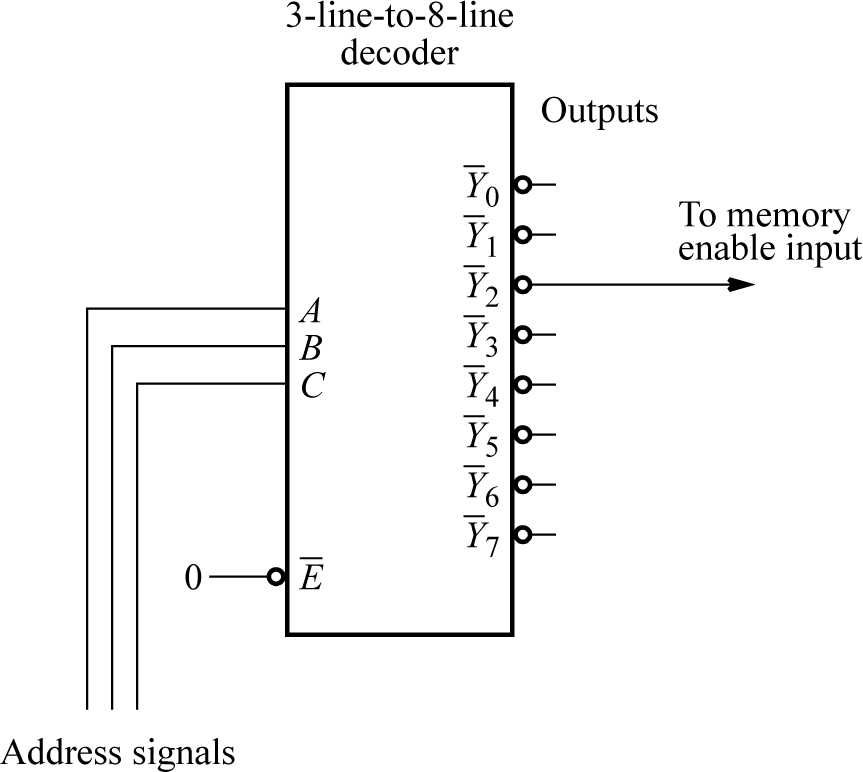 3-line-to-8-line
decoder
Outputs
Y̅0
Y̅1
To memory
enable input
Y̅2
A
Y̅3
B
C
Y̅4
Y̅5
Y̅6
Y̅7
0
E̅
Address signals